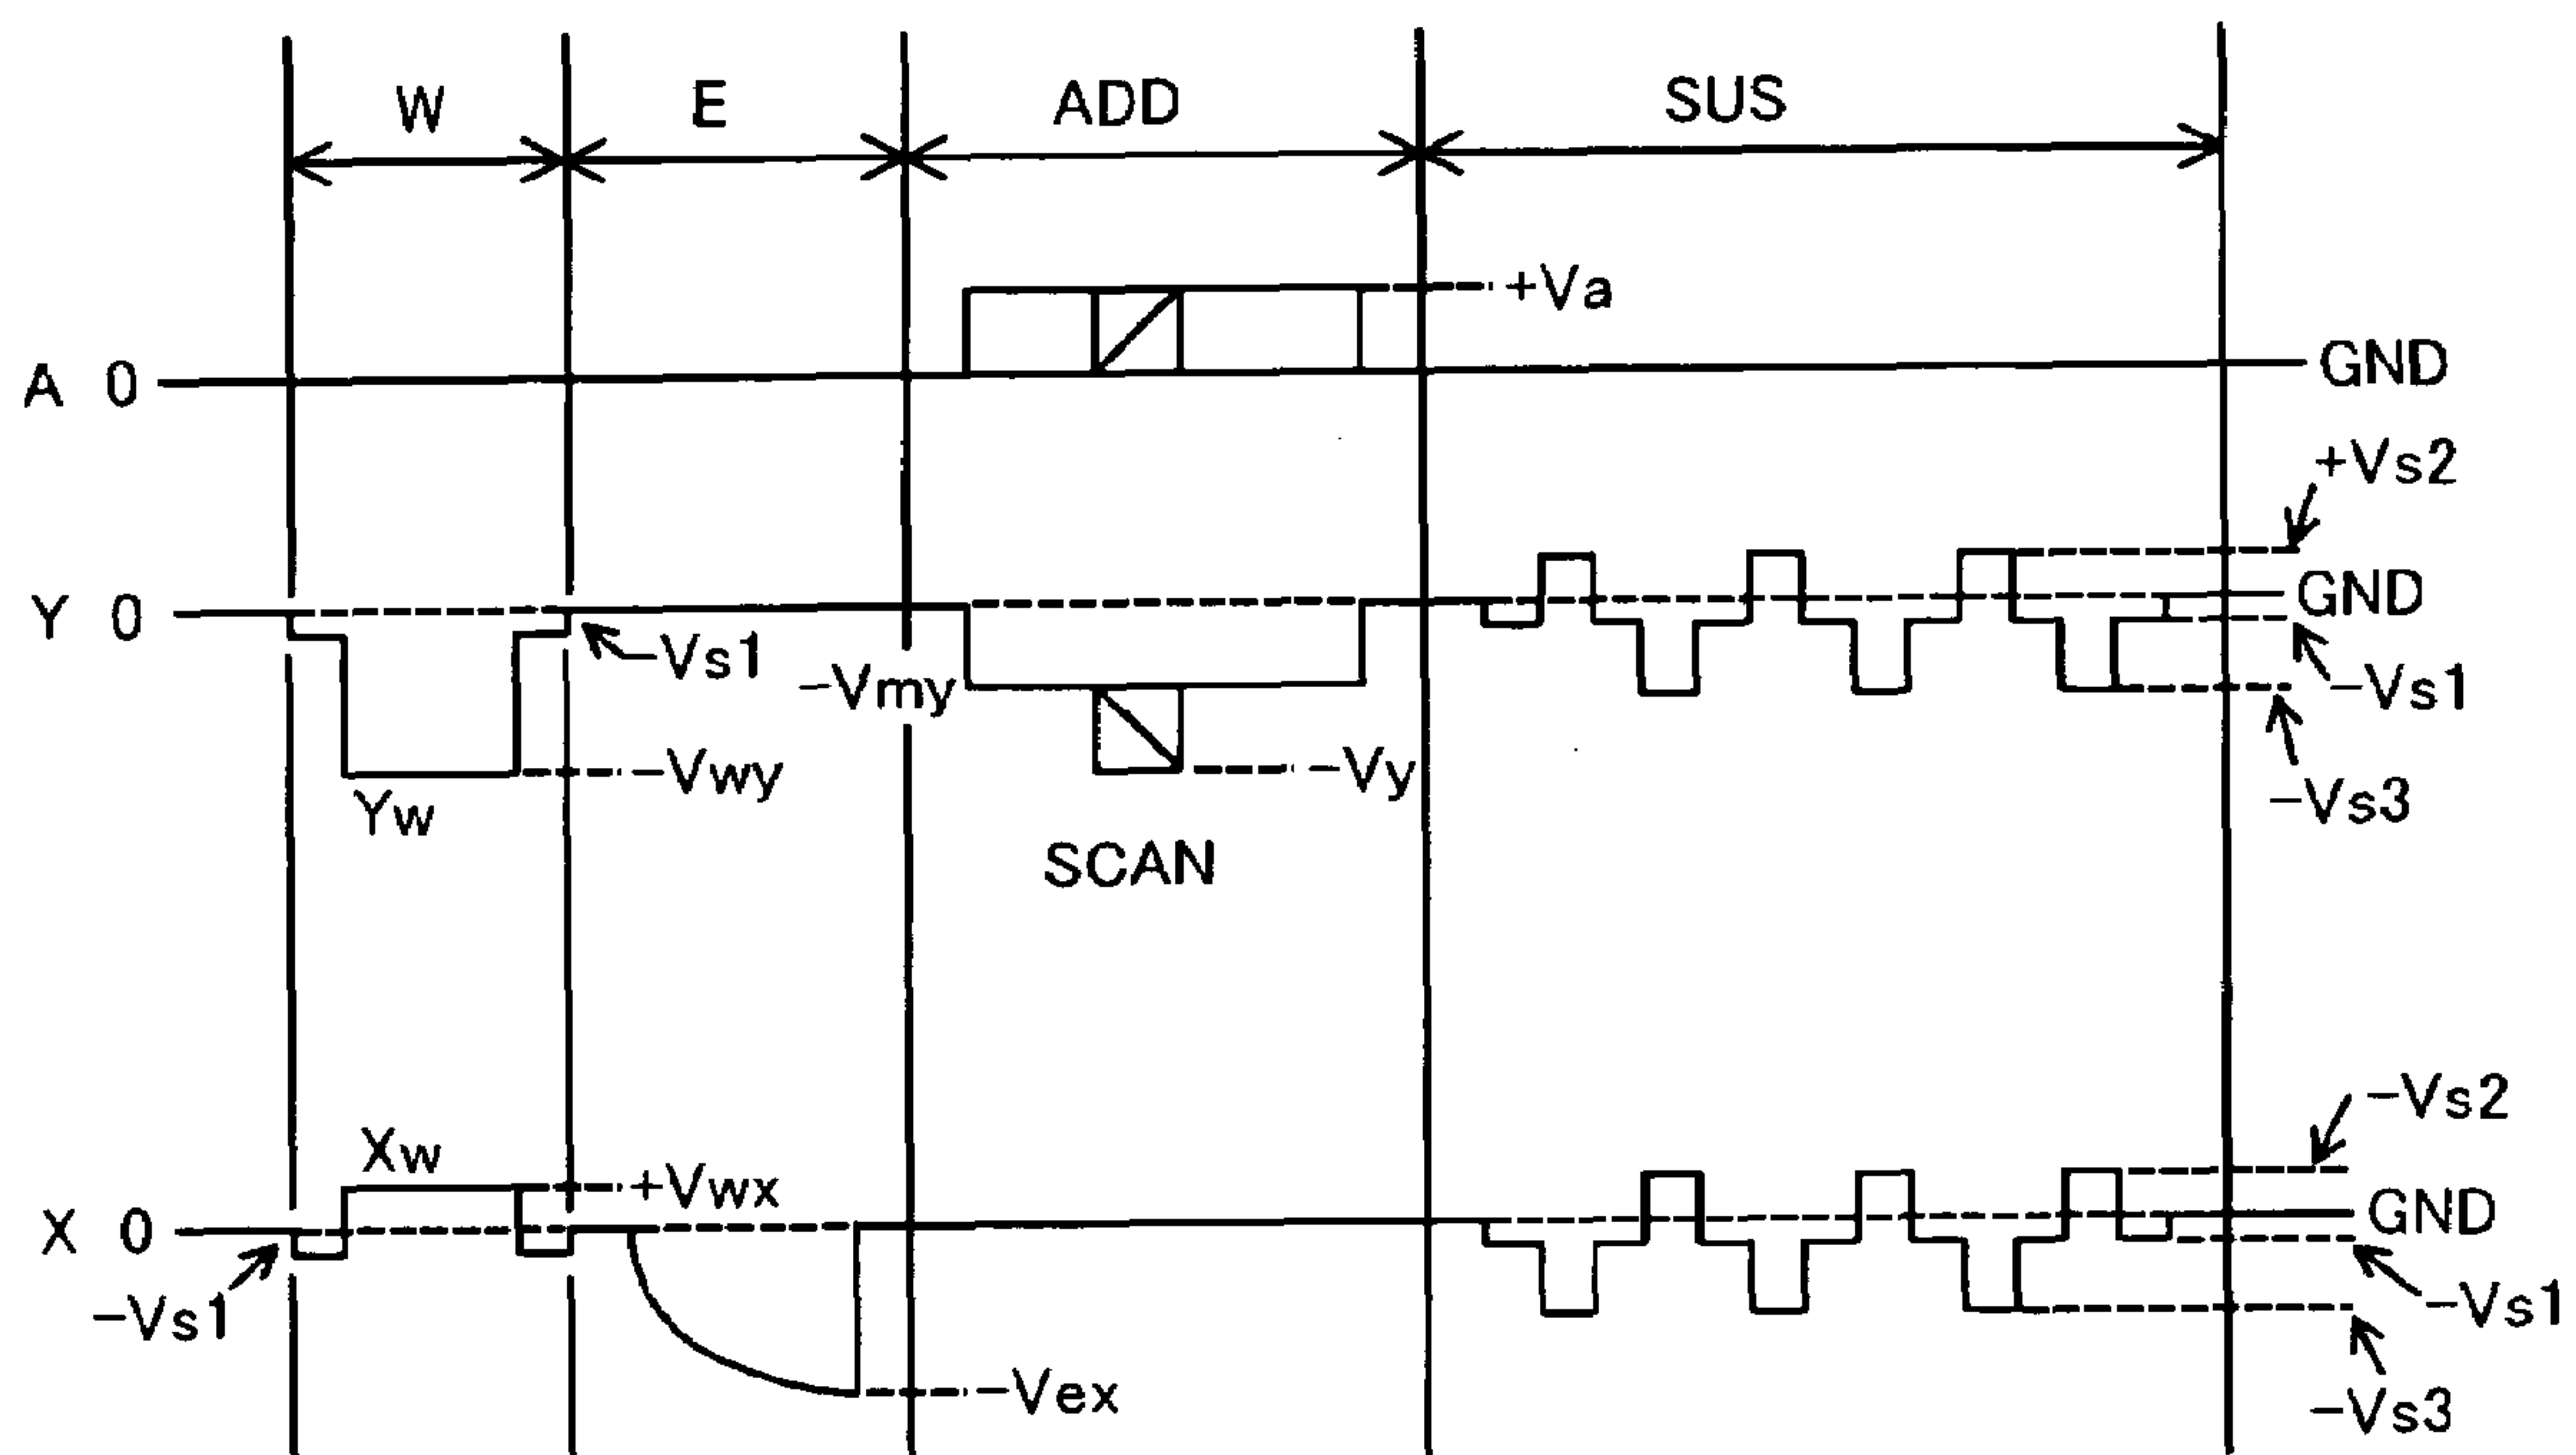 W E ADD SUS
+Va
A 0 GND
+Vs2
Y 0 GND
-Vs1
-Vmy
-Vs1
-Vwy
-Vy
Yw
-Vs3
SCAN
-Vs2
Xw
+Vwx
X 0 GND
-Vs1
-Vs1
-Vex
-Vs3